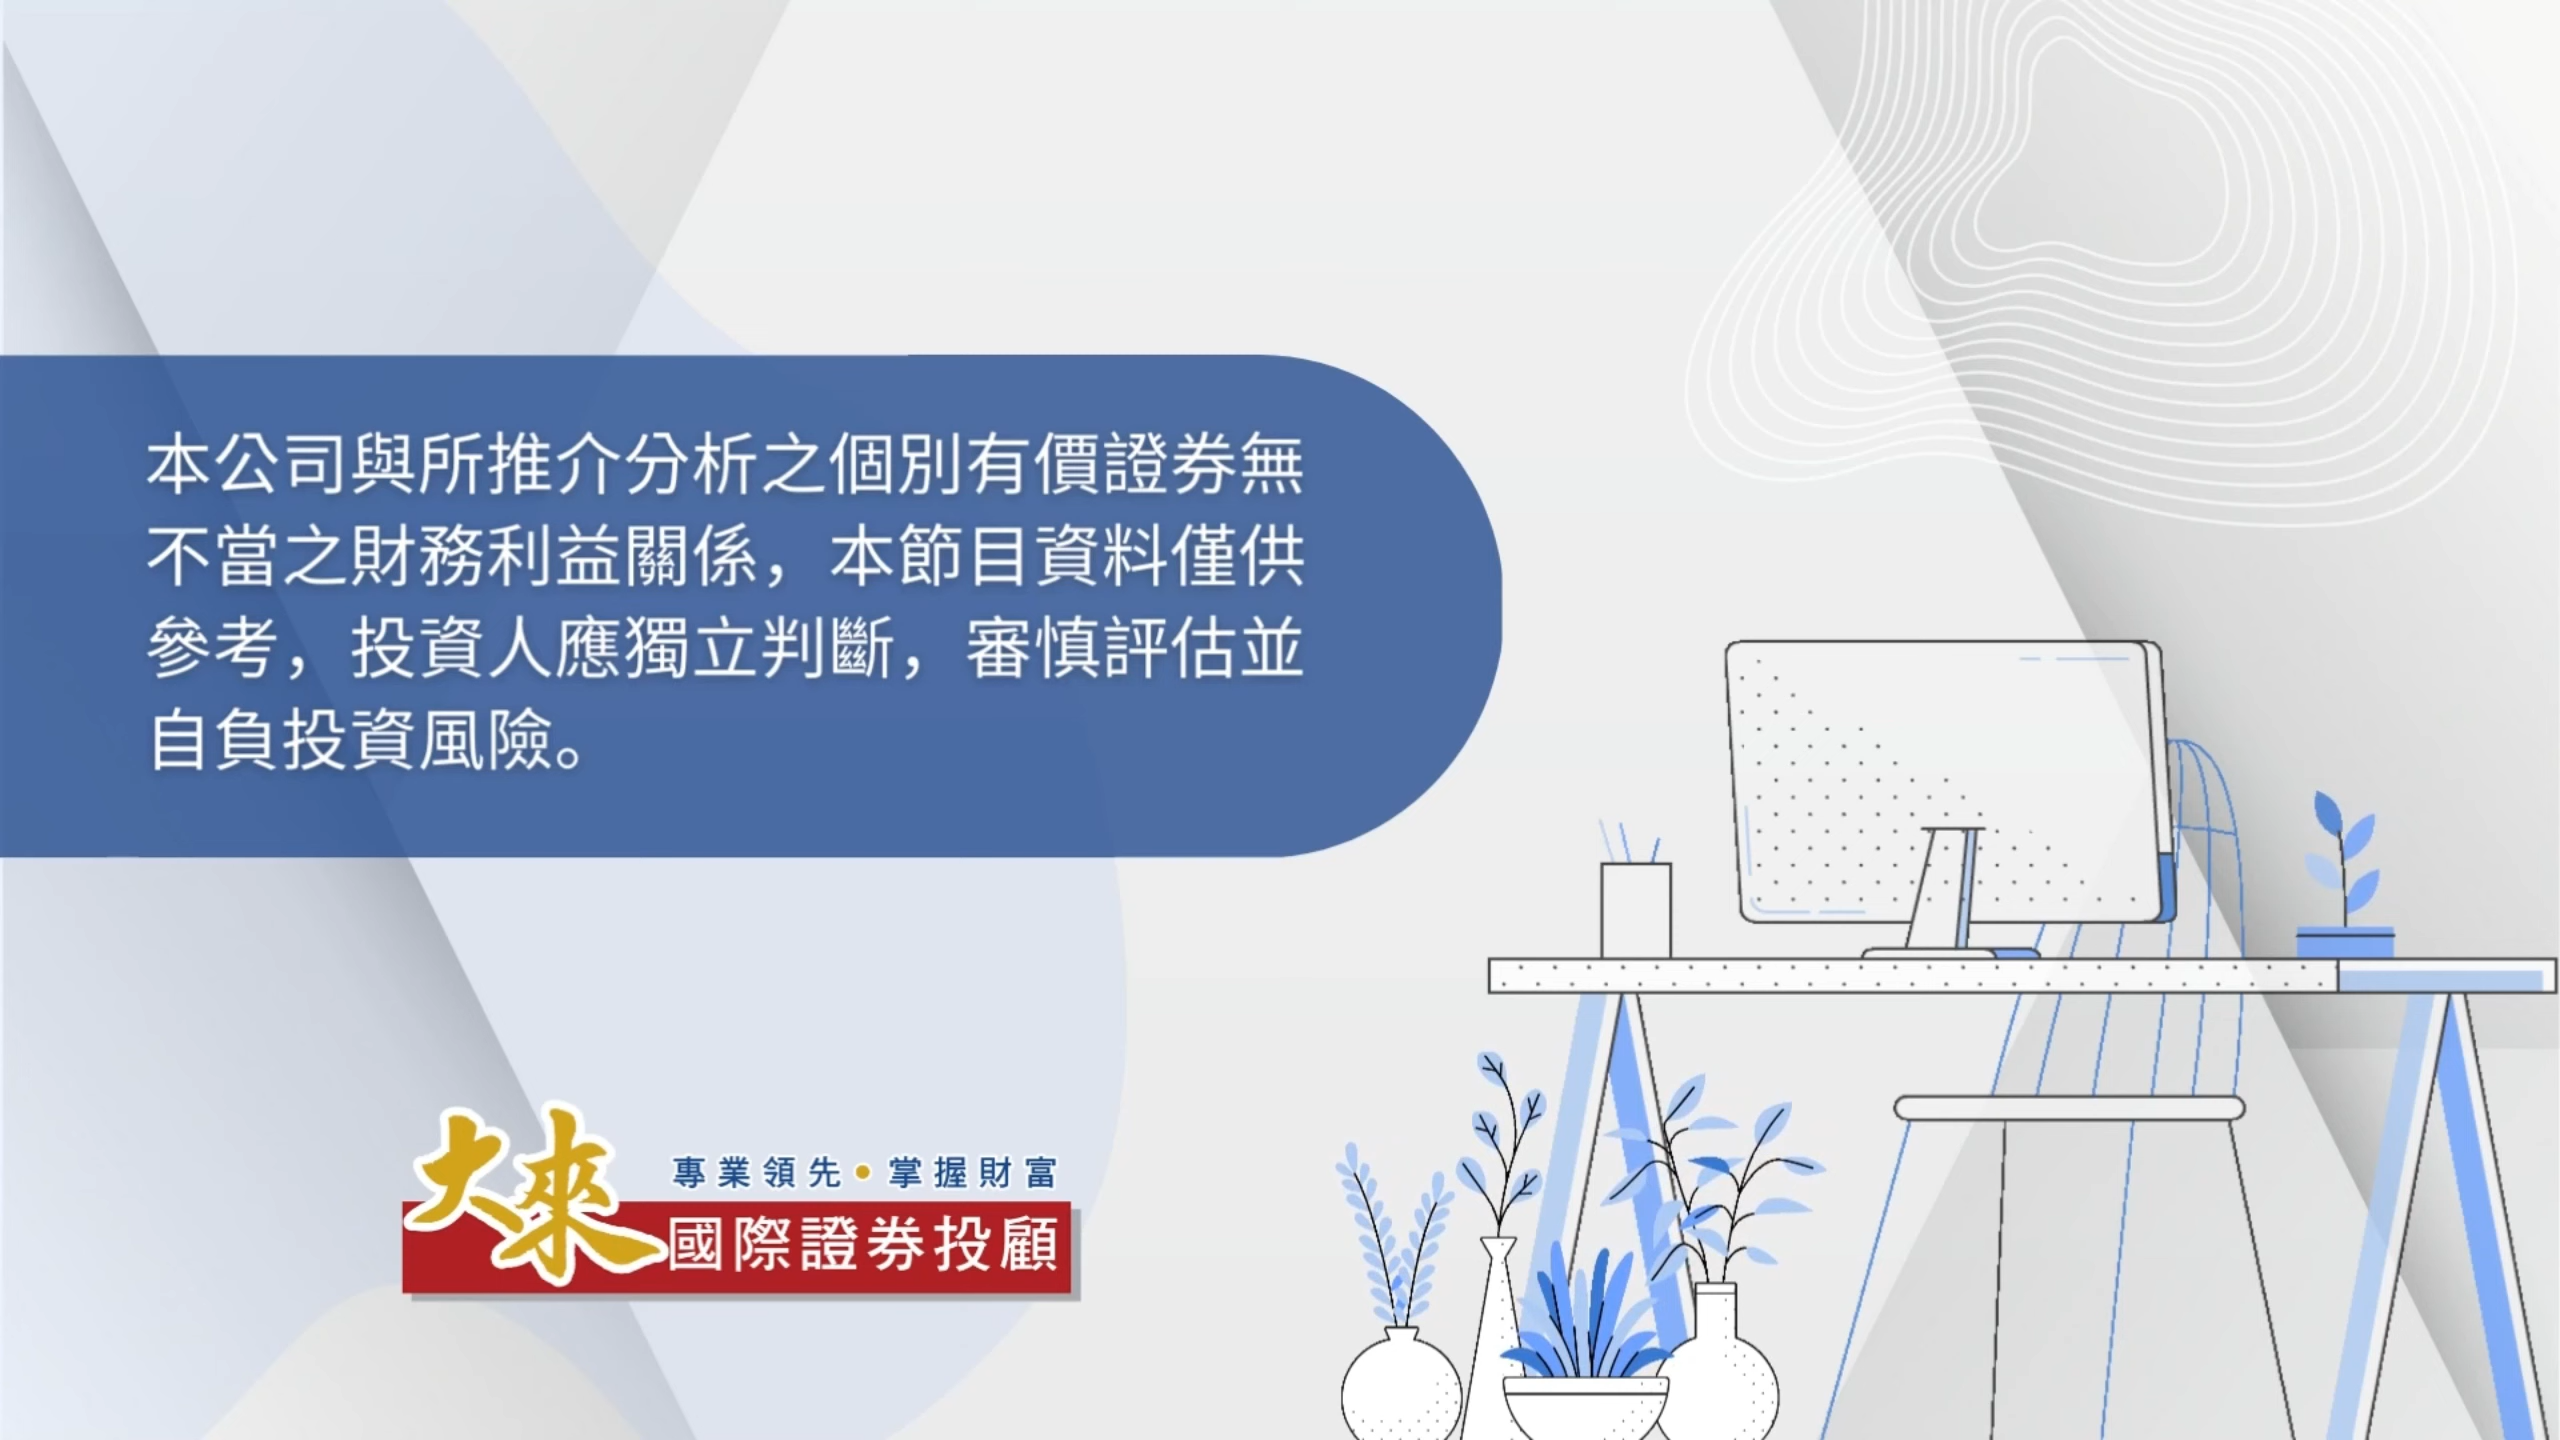 本公司與所推介分析之個別有價證券無
不當之財務利益關係，本節目資料僅供
參考，投資人應獨立判斷，審慎評估並
自負投資風險。
大來
專業領先•掌握財富
國際證券投顧